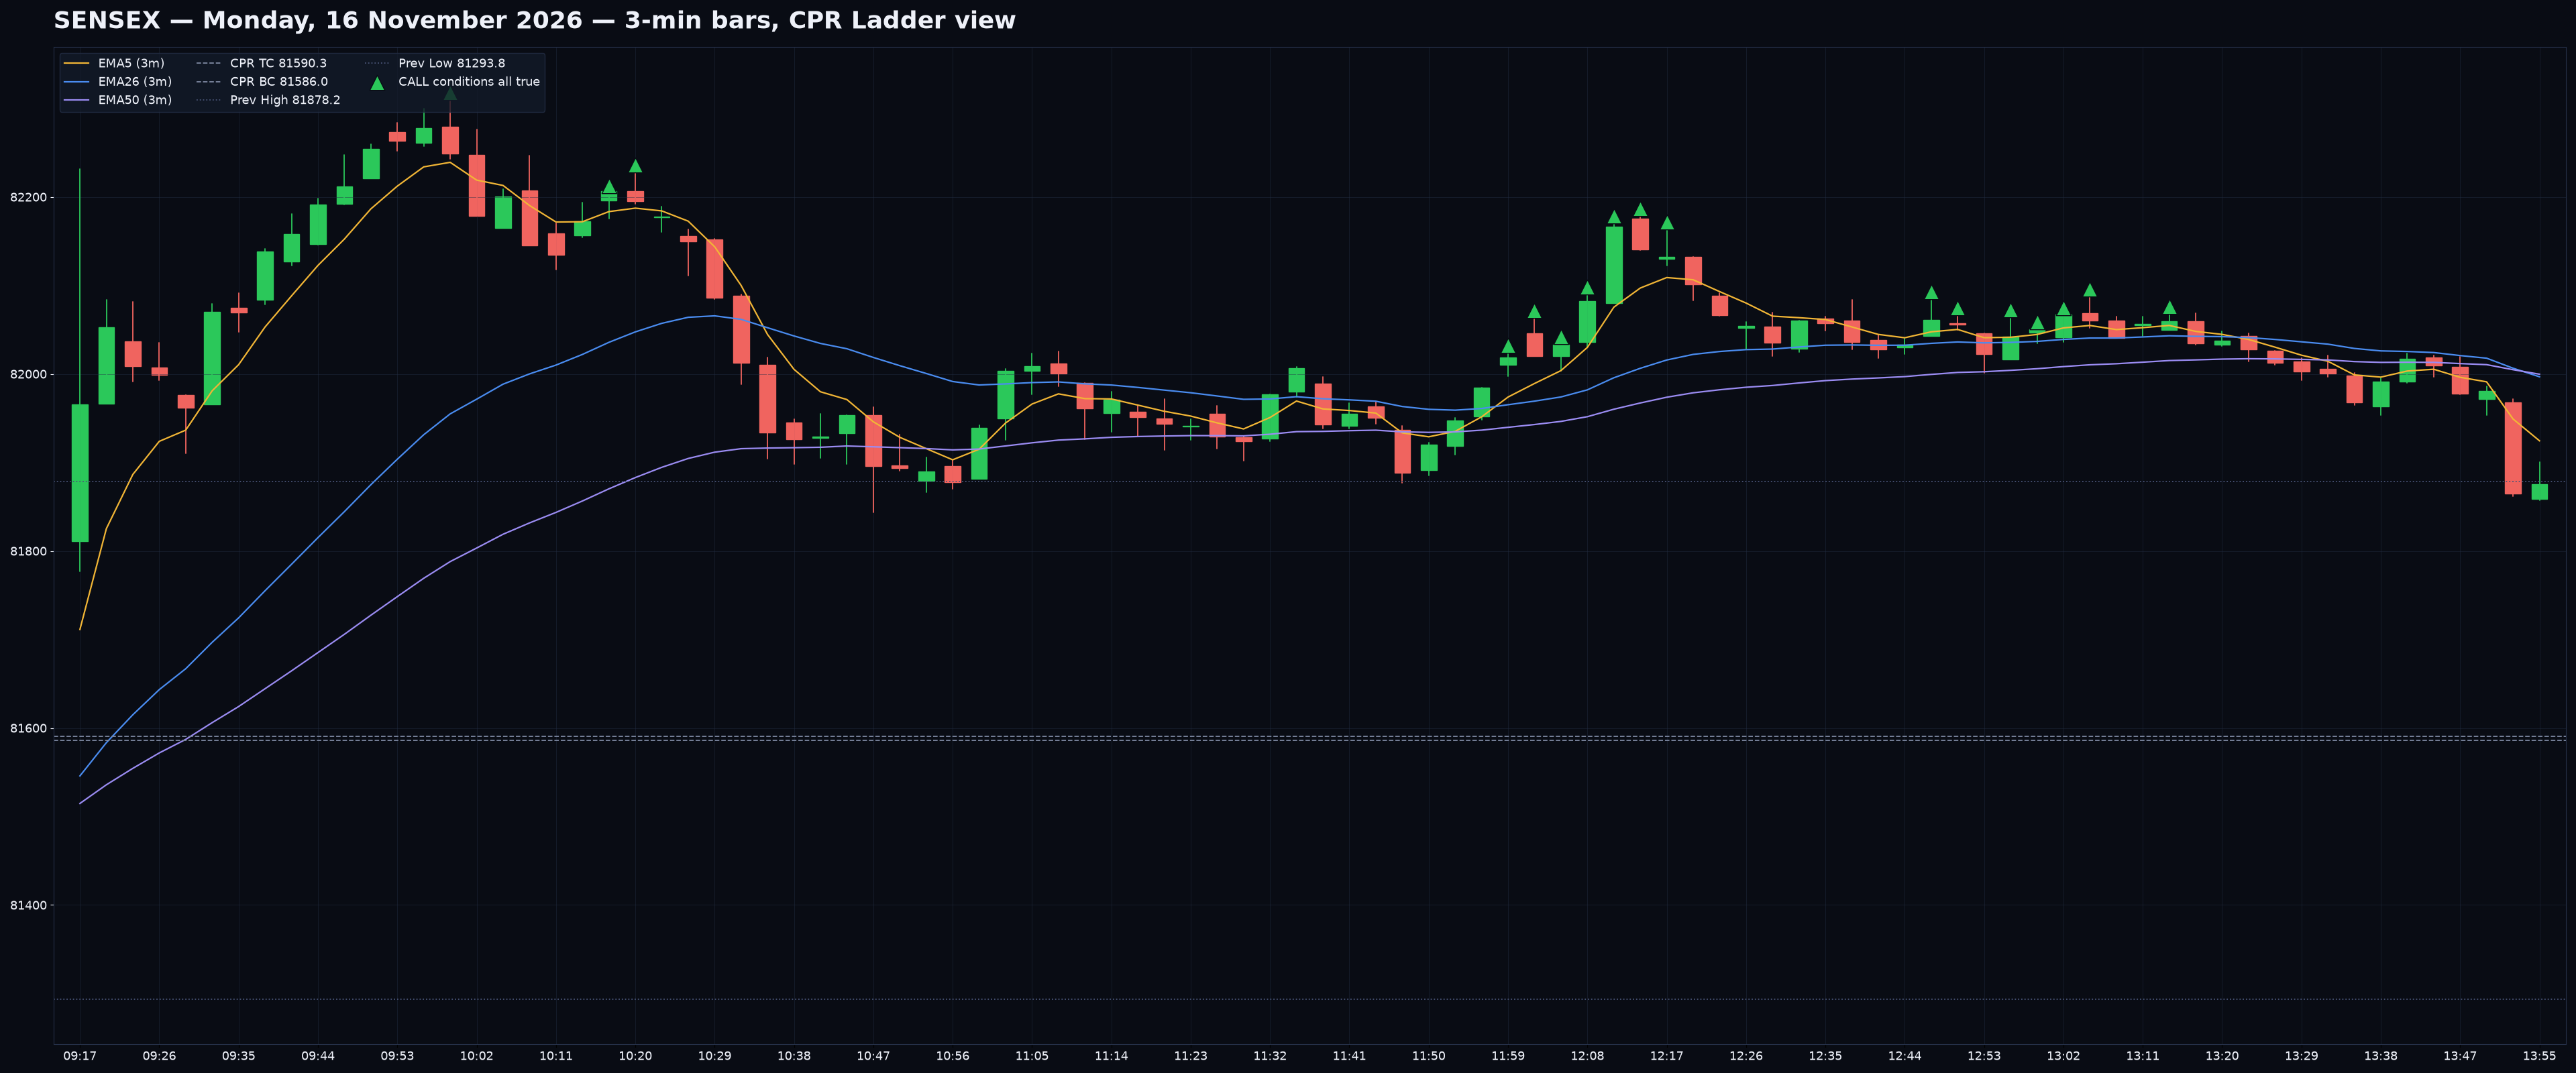 SENSEX — Monday, 16 November 2026 — 3-min bars, CPR Ladder view
EMA5 (3m)
EMA26 (3m)
EMA50 (3m)
CPR TC 81590.3
CPR BC 81586.0
Prev High 81878.2
Prev Low 81293.8
CALL conditions all true
82200
82000
81800
81600
81400
09:17 09:26 09:35 09:44 09:53 10:02 10:11 10:20 10:29 10:38 10:47 10:56 11:05 11:14 11:23 11:32 11:41 11:50 11:59 12:08 12:17 12:26 12:35 12:44 12:53 13:02 13:11 13:20 13:29 13:38 13:47 13:55